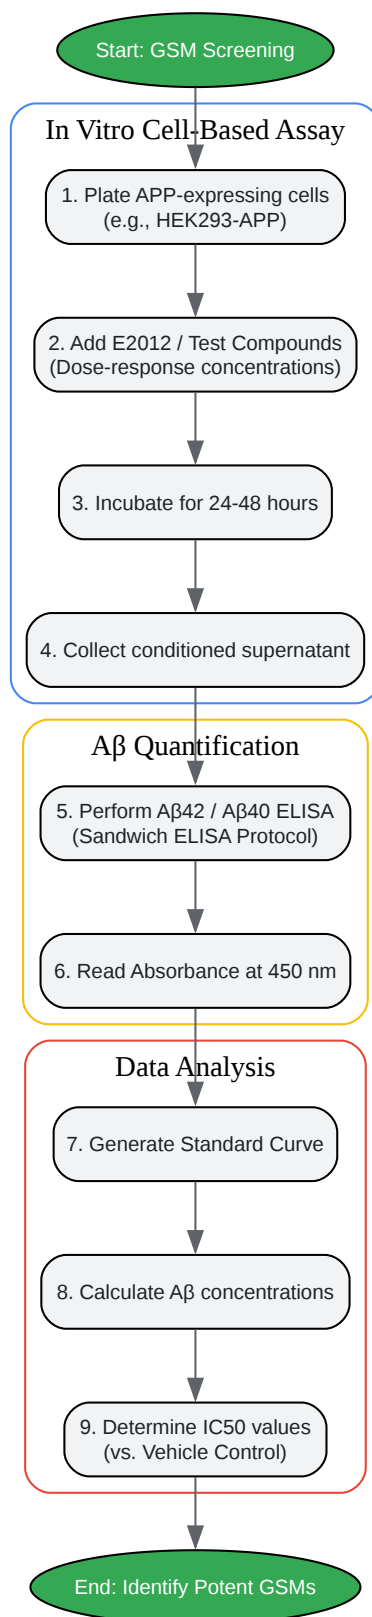 Start: GSM Screening
In Vitro Cell-Based Assay
1. Plate APP-expressing cells
(e.g., HEK293-APP)
2. Add E2012 / Test Compounds
(Dose-response concentrations)
3. Incubate for 24-48 hours
4. Collect conditioned supernatant
Aβ Quantification
5. Perform Aβ42 / Aβ40 ELISA
(Sandwich ELISA Protocol)
6. Read Absorbance at 450 nm
Data Analysis
7. Generate Standard Curve
8. Calculate Aβ concentrations
9. Determine IC50 values
(vs. Vehicle Control)
End: Identify Potent GSMs